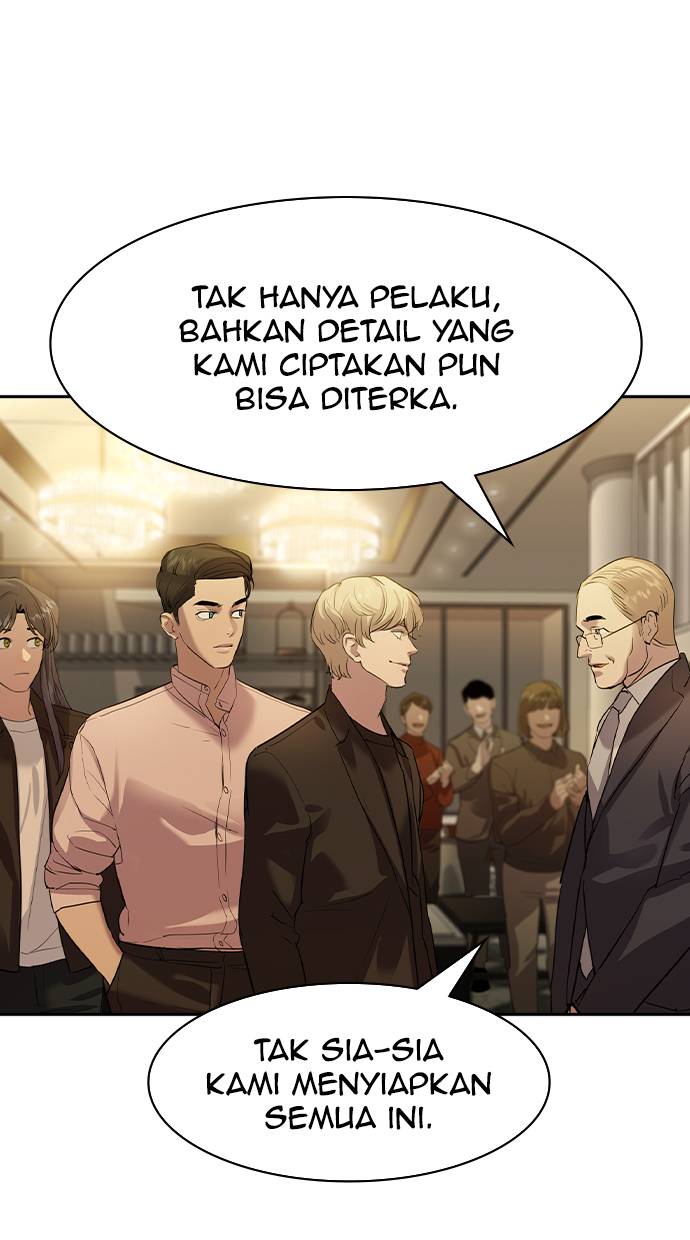 TAK HANYA PELAKU,
BAHKAN DETAIL YANG
KAMI CIPTAKAN PUN
BISA DITERKA.
TAK SIA-SIA
KAMI MENYIAPKAN
SEMUA INI.